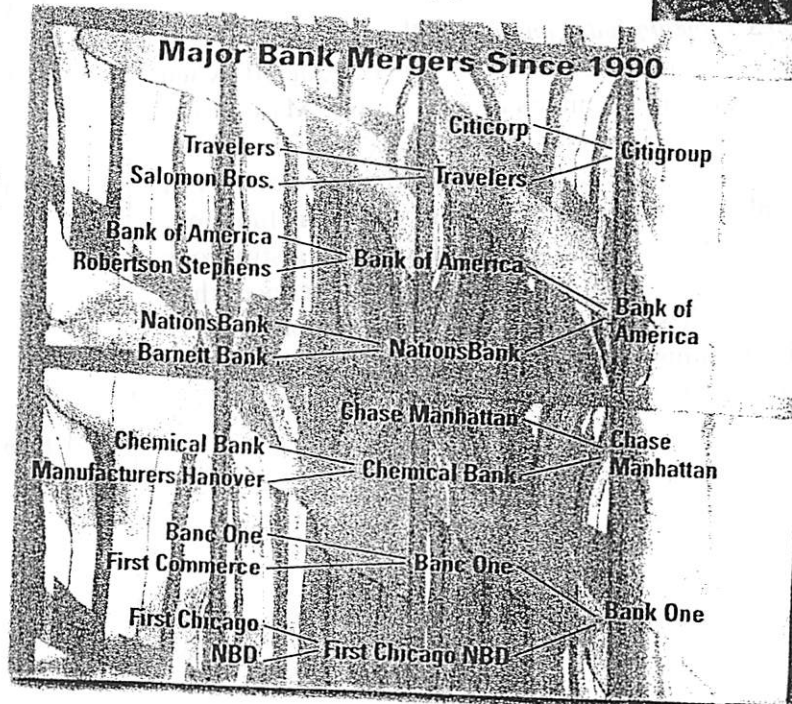 Major Bank Mergers Since 1990
Citicorp
Travelers
Salomon Bros.
Travelers
Citigroup
Bank of America
Robertson Stephens
Bank of America
NationsBank
Barnett Bank
NationsBank
Bank of
America
Chase Manhattan
Chemical Bank
Manufacturers Hanover
Chemical Bank
Chase
Manhattan
Banc One
First Commerce
Banc One
First Chicago
NBD
First Chicago NBD
Bank One